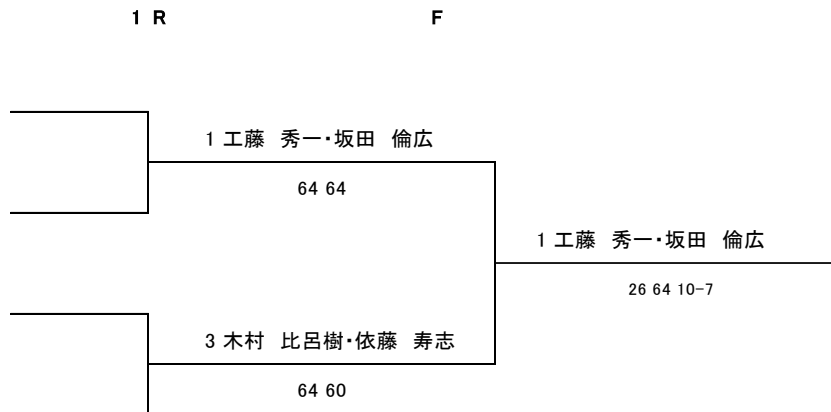 1 R F
1 工藤 秀一・坂田 倫広
64 64
1 工藤 秀一・坂田 倫広
26 64 10-7
3 木村 比呂樹・依藤 寿志
64 60